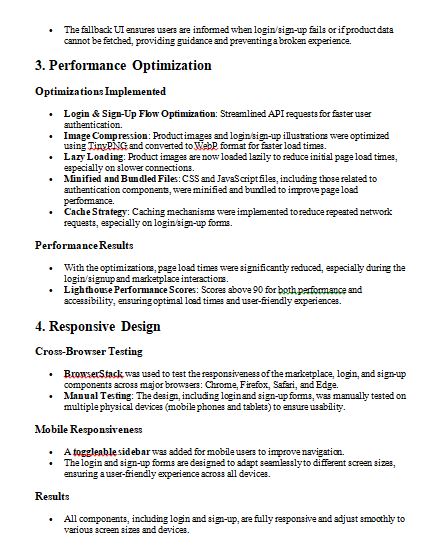 • The fallback UI ensures users are informed when login/sign-up fails or if product data
cannot be fetched, providing guidance and preventing a broken experience.
3. Performance Optimization
Optimizations Implemented
• Login & Sign-Up Flow Optimization: Streamlined API requests for faster user
authentication.
• Image Compression: Product images and login/sign-up illustrations were optimized
using TinyPNG and converted to WebP format for faster load times.
• Lazy Loading: Product images are now loaded lazily to reduce initial page load times,
especially on slower connections.
• Minified and Bundled Files: CSS and JavaScript files, including those related to
authentication components, were minified and bundled to improve page load
performance.
• Cache Strategy: Caching mechanisms were implemented to reduce repeated network
requests, especially on login/sign-up forms.
Performance Results
• With the optimizations, page load times were significantly reduced, especially during the
login/signup and marketplace interactions.
• Lighthouse Performance Scores: Scores above 90 for both performance and
accessibility, ensuring optimal load times and user-friendly experiences.
4. Responsive Design
Cross-Browser Testing
• BrowserStack was used to test the responsiveness of the marketplace, login, and sign-up
components across major browsers: Chrome, Firefox, Safari, and Edge.
• Manual Testing: The design, including login and sign-up forms, was manually tested on
multiple physical devices (mobile phones and tablets) to ensure usability.
Mobile Responsiveness
• A toggleable sidebar was added for mobile users to improve navigation.
• The login and sign-up forms are designed to adapt seamlessly to different screen sizes,
ensuring a user-friendly experience across all devices.
Results
• All components, including login and sign-up, are fully responsive and adjust smoothly to
various screen sizes and devices.